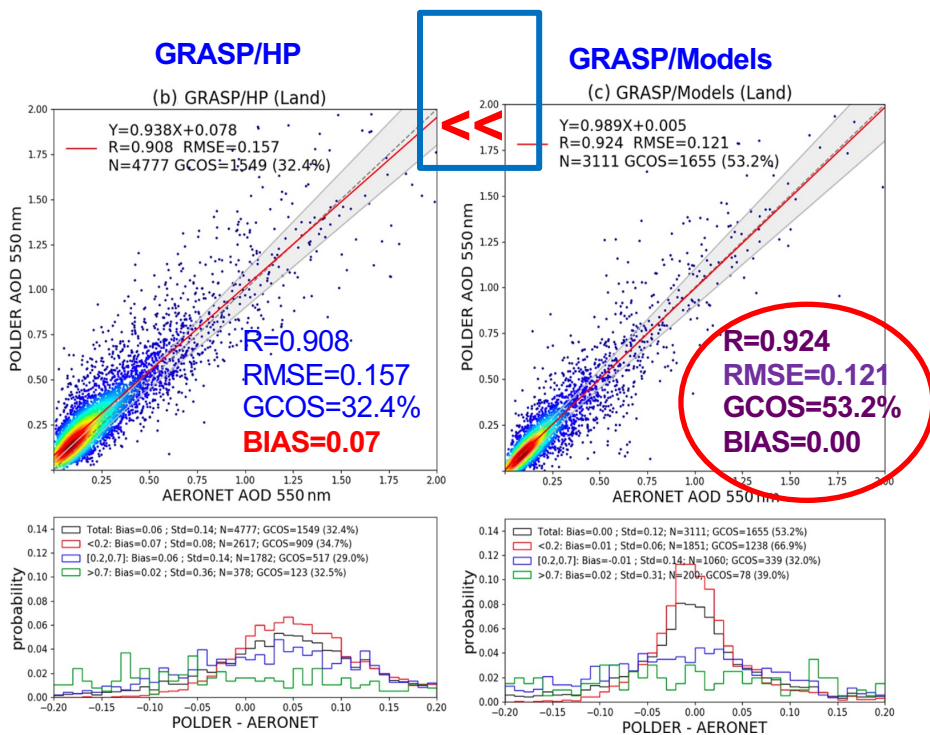 GRASP/HP
GRASP/Models
<<
(b) GRASP/HP (Land)
2.00
1.75
1.50
1.25
1.00
0.75
0.50
0.25
POLDER AOD 550nm
Y=0.938X+0.078
R=0.908 RMSE=0.157
N=4777 GCOS=1549 (32.4%)
R=0.908
RMSE=0.157
GCOS=32.4%
BIAS=0.07
0.25 0.50 0.75 1.00 1.25 1.50 1.75 2.00
AERONET AOD 550nm
(c) GRASP/Models (Land)
2.00
1.75
1.50
1.25
1.00
0.75
0.50
0.25
POLDER AOD 550nm
Y=0.989X+0.005
R=0.924 RMSE=0.121
N=3111 GCOS=1655 (53.2%)
R=0.924
RMSE=0.121
GCOS=53.2%
BIAS=0.00
0.25 0.50 0.75 1.00 1.25 1.50 1.75 2.00
AERONET AOD 550nm
0.14
0.12
0.10
0.08
0.06
0.04
0.02
0.00
probability
Total: Bias=0.06 ; Std=0.14; N=4777; GCOS=1549 (32.4%)
<0.2: Bias=0.07 ; Std=0.08; N=2617; GCOS=909 (34.7%)
[0.2,0.7]: Bias=0.06 ; Std=0.14; N=1782; GCOS=517 (29.0%)
>0.7: Bias=0.02 ; Std=0.36; N=378; GCOS=123 (32.5%)
−0.20 −0.15 −0.10 −0.05 0.00 0.05 0.10 0.15 0.20
POLDER - AERONET
0.14
0.12
0.10
0.08
0.06
0.04
0.02
0.00
probability
Total: Bias=0.00 ; Std=0.12; N=3111; GCOS=1655 (53.2%)
<0.2: Bias=0.01 ; Std=0.06; N=1851; GCOS=1238 (66.9%)
[0.2,0.7]: Bias=-0.01 ; Std=0.14; N=1060; GCOS=339 (32.0%)
>0.7: Bias=0.02 ; Std=0.31; N=200; GCOS=78 (39.0%)
−0.20 −0.15 −0.10 −0.05 0.00 0.05 0.10 0.15 0.20
POLDER - AERONET